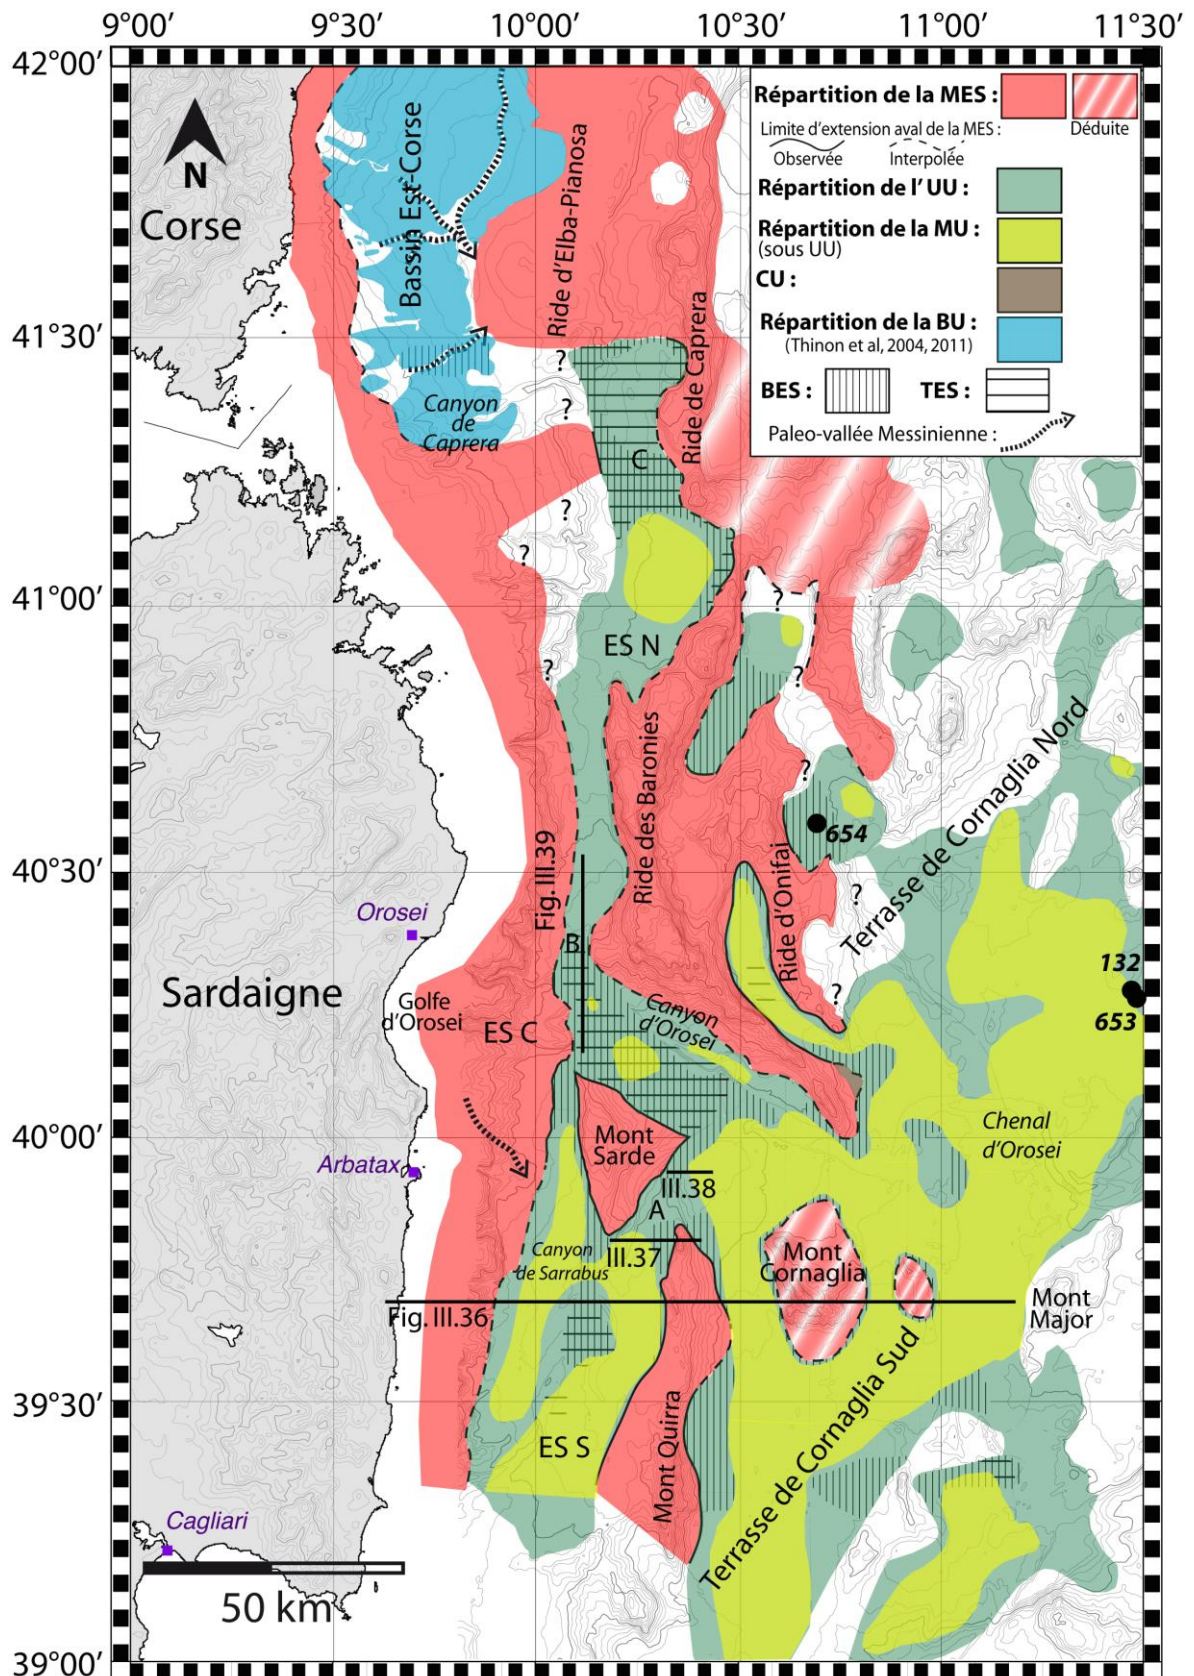 9°00’ 9°30’ 10°00’ 10°30’ 11°00’ 11°30’
42°00’
41°30’
41°00’
40°30’
40°00’
39°30’
39°00’
Répartition de la MES :
Limite d’extension aval de la MES :
Observée
Interpolée
Déduite
Répartition de l’ UU :
Répartition de la MU :
(sous UU)
CU :
Répartition de la BU :
(Thinon et al, 2004, 2011)
BES :
TES :
Paleo-vallée Messinienne :
N
Corse
Bassin Est-Corse
Ride d’Elba-Pianosa
Ride de Caprera
Canyon
de
Caprera
?
?
?
?
C
ES N
?
?
?
?
?
?
Ride des Baronies
654
Terrasse de Cornaglia Nord
Fig. III.39
Ride d’Onifai
Orosei
B
132
653
Sardaigne
Golfe
d’Orosei
ES C
Canyon
d’Orosei
Chenal
d’Orosei
Mont
Sarde
Arbatax
III.38
A
III.37
Canyon
de Sarrabus
Mont
Cornaglia
Fig. III.36
Mont
Major
ES S
Mont Quirra
Terrasse de Cornaglia Sud
Cagliari
50 km